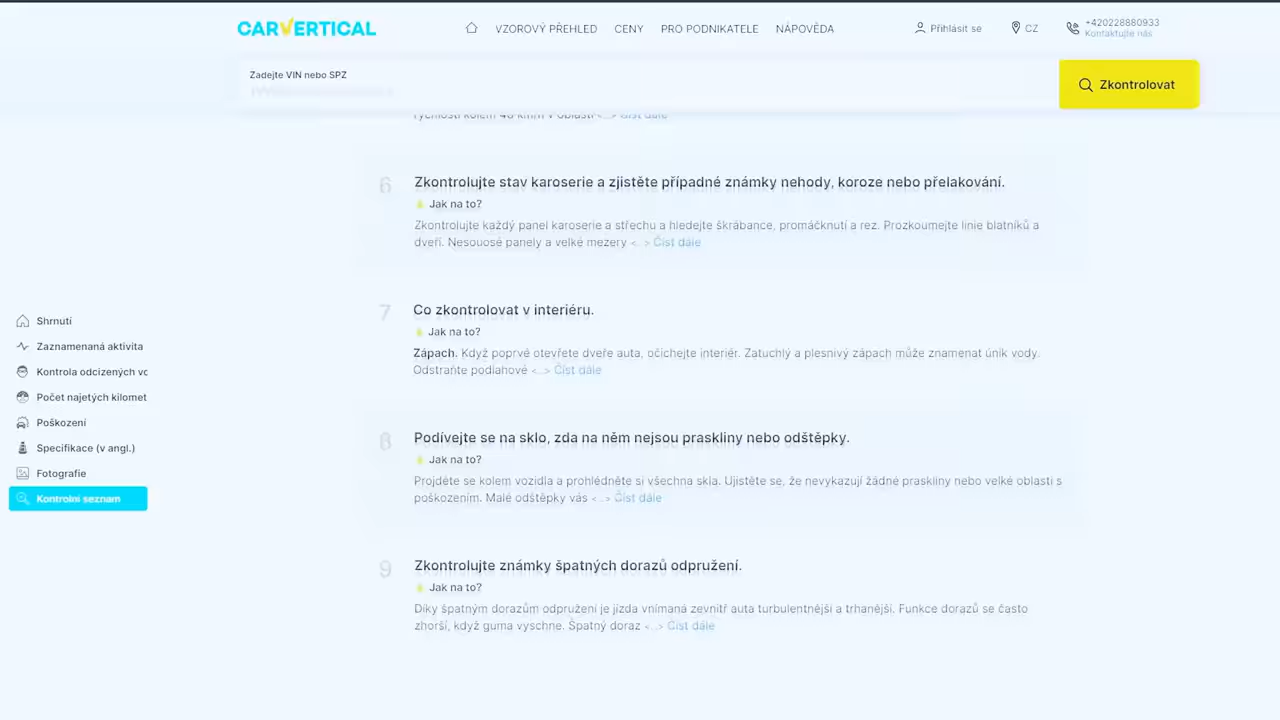 CARVERTICAL
VZOROVÝ PŘEHLED
CENY
PRO PODNIKATELE
NÁPOVĚDA
Přihlásit se
CZ
+420228880933
Kontaktujte nás
Zadejte VIN nebo SPZ
Zkontrolovat
rychlosti kolem 40 km/h v oblasti <...> Číst dále
6
Zkontrolujte stav karoserie a zjistěte případné známky nehody, koroze nebo přelakování.
Jak na to?
Zkontrolujte každý panel karoserie a střechu a hledejte škrábance, promáčknutí a rez. Prozkoumejte linie blatníků a
dveří. Nesouosé panely a velké mezery <...> Číst dále
7
Co zkontrolovat v interiéru.
Jak na to?
Zápach. Když poprvé otevřete dveře auta, očichejte interiér. Zatuchlý a plesnivý zápach může znamenat únik vody.
Odstraňte podlahové <...> Číst dále
8
Podívejte se na sklo, zda na něm nejsou praskliny nebo odštěpky.
Jak na to?
Projděte se kolem vozidla a prohlédněte si všechna skla. Ujistěte se, že nevykazují žádné praskliny nebo velké oblasti s
poškozením. Malé odštěpky vás <...> Číst dále
9
Zkontrolujte známky špatných dorazů odpružení.
Jak na to?
Díky špatným dorazům odpružení je jízda vnímaná zevnitř auta turbulentnější a trhanější. Funkce dorazů se často
zhorší, když guma vyschne. Špatný doraz <...> Číst dále
Shrnutí
Zaznamenaná aktivita
Kontrola odcizených vc
Počet najetých kilomet
Poškození
Specifikace (v angl.)
Fotografie
Kontrolní seznam